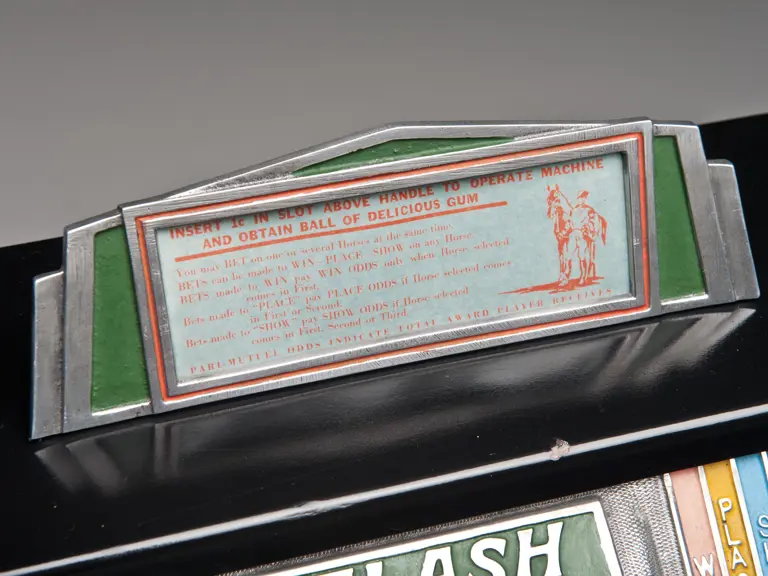 INSERT 1c IN SLOT ABOVE HANDLE TO OPERATE MACHINE
AND OBTAIN BALL OF DELICIOUS GUM
You may BET on one or several Horses at the same time.
BETS can be made to WIN—PLACE—SHOW on any Horse.
BETS made to WIN pay WIN ODDS only when Horse selected
comes in First.
Bets made to "PLACE" pay PLACE ODDS if Horse selected comes
in First or Second.
Bets made to "SHOW" pay SHOW ODDS if Horse selected
comes in First, Second or Third.
PARI-MUTUEL ODDS INDICATE TOTAL AWARD PLAYER RECEIVES
LASH
W
PLA
S